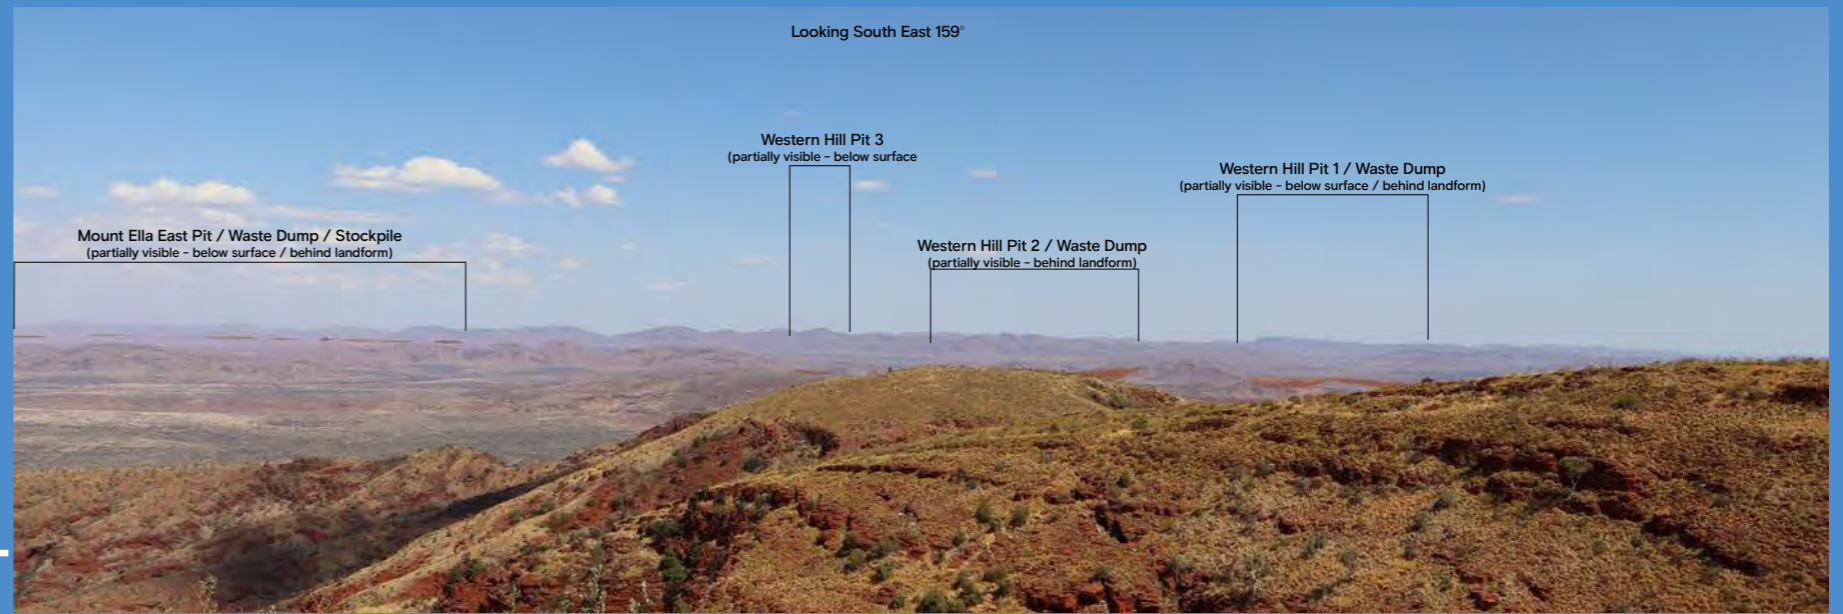 Looking South East 159°
Western Hill Pit 3
(partially visible - below surface
Western Hill Pit 1 / Waste Dump
(partially visible - below surface / behind landform)
Mount Ella East Pit / Waste Dump / Stockpile
(partially visible - below surface / behind landform)
Western Hill Pit 2 / Waste Dump
(partially visible - behind landform)